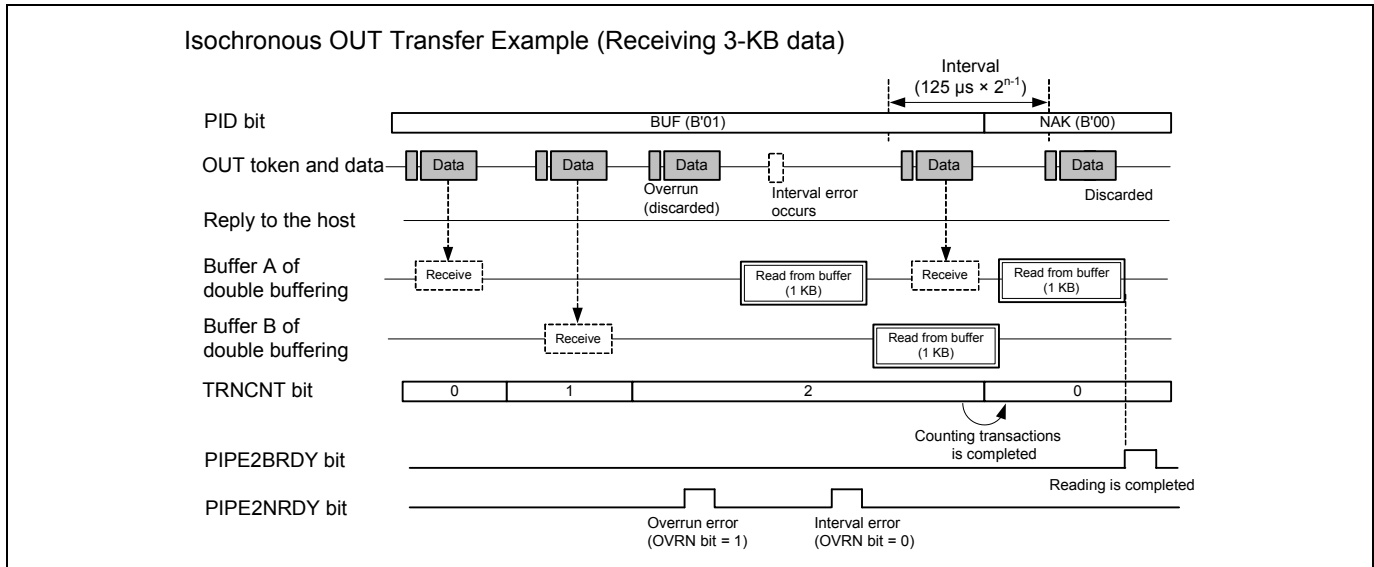 Isochronous OUT Transfer Example (Receiving 3-KB data)
Interval
(125 µs × 2n-1)
PID bit
BUF (B'01)
NAK (B'00)
OUT token and data
Data
Data
Data
Data
Data
Overrun
(discarded)
Interval error
occurs
Discarded
Reply to the host
Buffer A of
double buffering
Receive
Read from buffer
(1 KB)
Receive
Read from buffer
(1 KB)
Buffer B of
double buffering
Receive
Read from buffer
(1 KB)
TRNCNT bit
0
1
2
0
Counting transactions
is completed
PIPE2BRDY bit
Reading is completed
PIPE2NRDY bit
Overrun error
(OVRN bit = 1)
Interval error
(OVRN bit = 0)